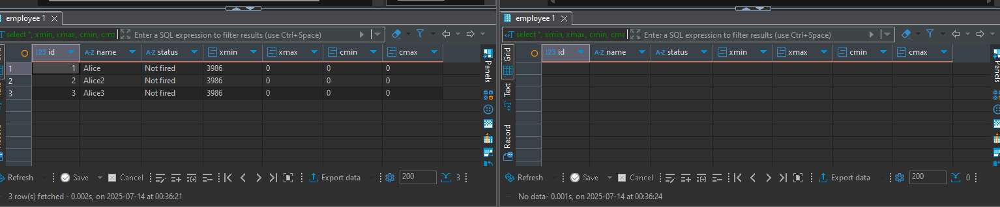 employee 1
select *, xmin, xmax, cmin, cma
Enter a SQL expression to filter results (use Ctrl+Space)
Grid
Text
Record
123 id A-Z name A-Z status xmin xmax cmin cmax
1 1 Alice Not fired 3986 0 0 0
2 2 Alice2 Not fired 3986 0 0 0
3 3 Alice3 Not fired 3986 0 0 0
Panels
Refresh Save Cancel Export data 200 3
3 row(s) fetched - 0.002s, on 2025-07-14 at 00:36:21
employee 1
select *, xmin, xmax, cmin, cma
Enter a SQL expression to filter results (use Ctrl+Space)
Grid
Text
Record
123 id A-Z name A-Z status xmin xmax cmin cmax
Refresh Save Cancel Export data 200 0
No data- 0.001s, on 2025-07-14 at 00:36:24